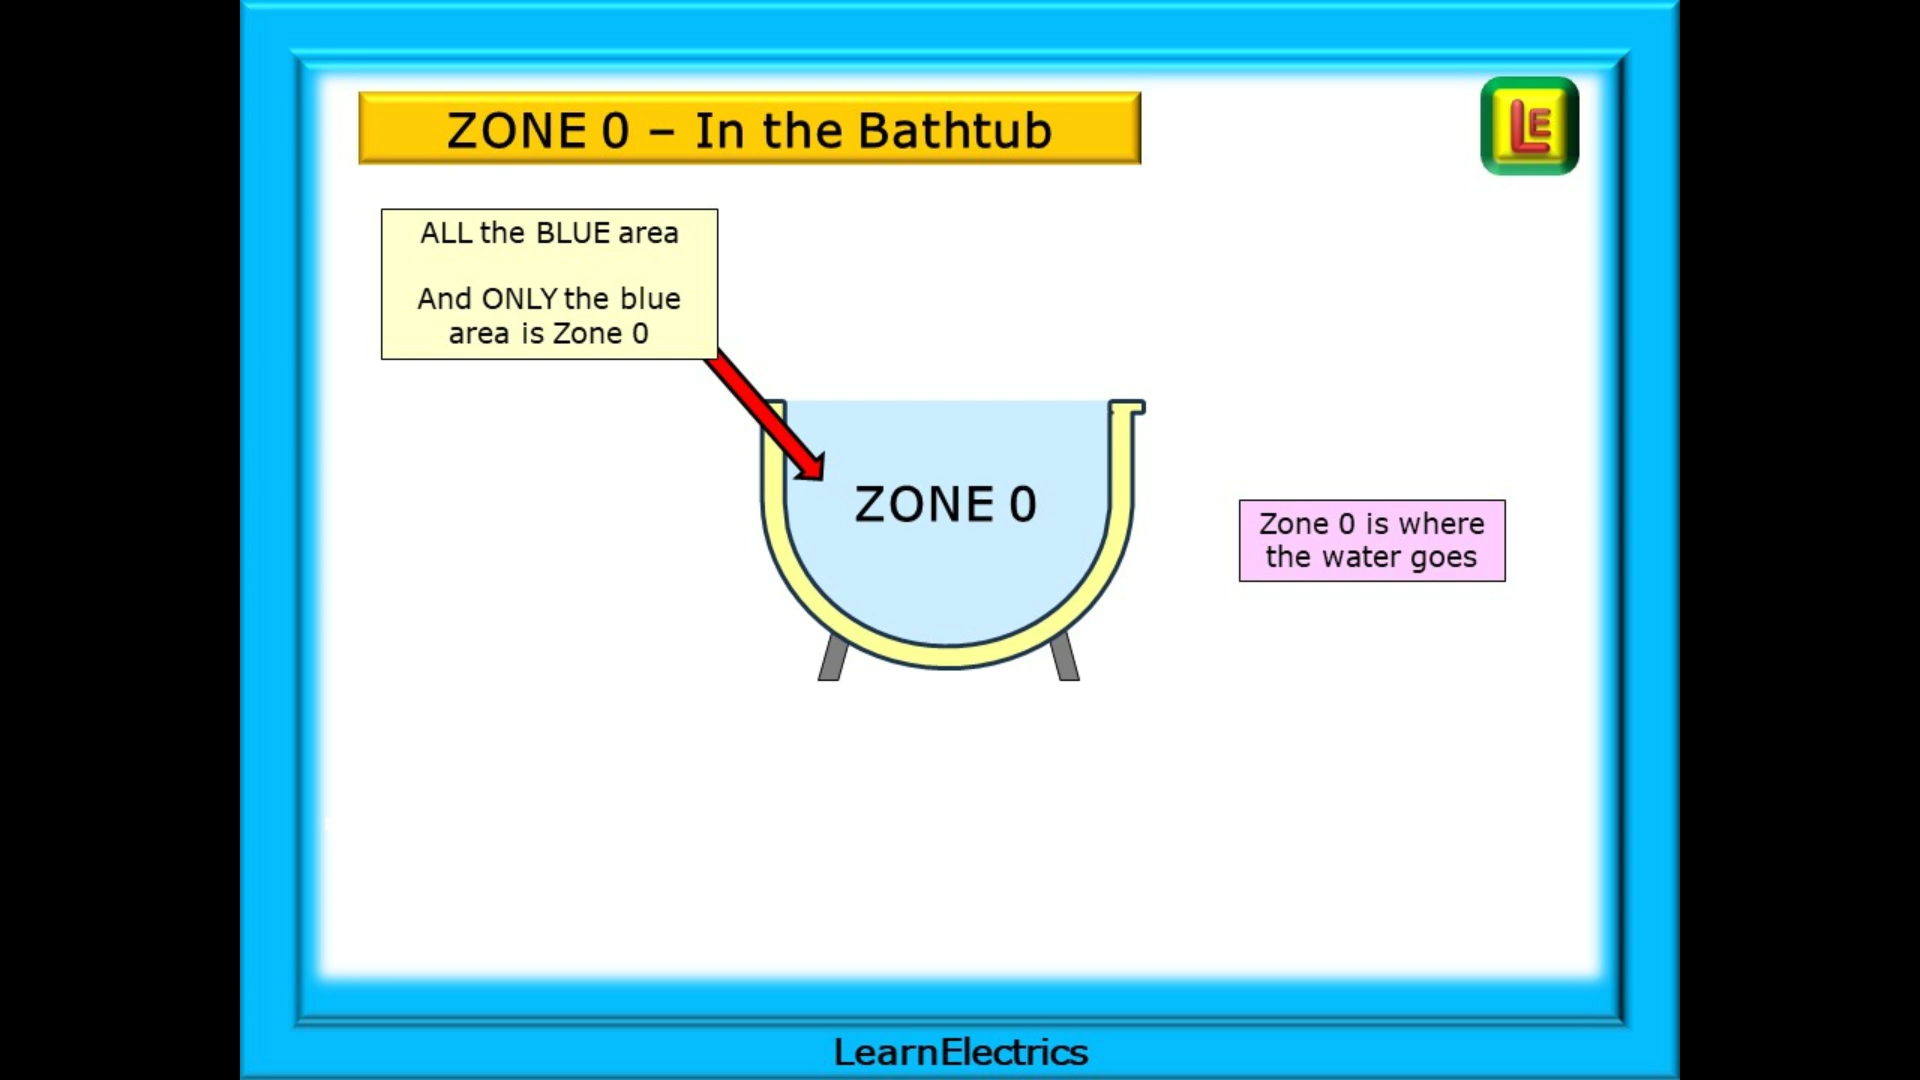 ZONE 0 – In the Bathtub
LE
ALL the BLUE area
And ONLY the blue
area is Zone 0
ZONE 0
Zone 0 is where
the water goes
LearnElectrics